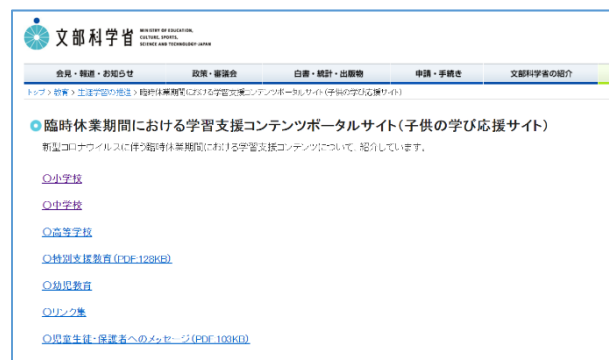 文部科学省
MINISTRY OF EDUCATION,
CULTURE, SPORTS,
SCIENCE AND TECHNOLOGY-JAPAN
会見・報道・お知らせ 政策・審議会 白書・統計・出版物 申請・手続き 文部科学省の紹介
トップ > 教育 > 生涯学習の推進 > 臨時休業期間における学習支援コンテンツポータルサイト(子供の学び応援サイト)
臨時休業期間における学習支援コンテンツポータルサイト(子供の学び応援サイト)
新型コロナウイルスに伴う臨時休業期間における学習支援コンテンツについて、紹介しています。
○小学校
○中学校
○高等学校
○特別支援教育(PDF:128KB)
○幼児教育
○リンク集
○児童生徒・保護者へのメッセージ(PDF:103KB)